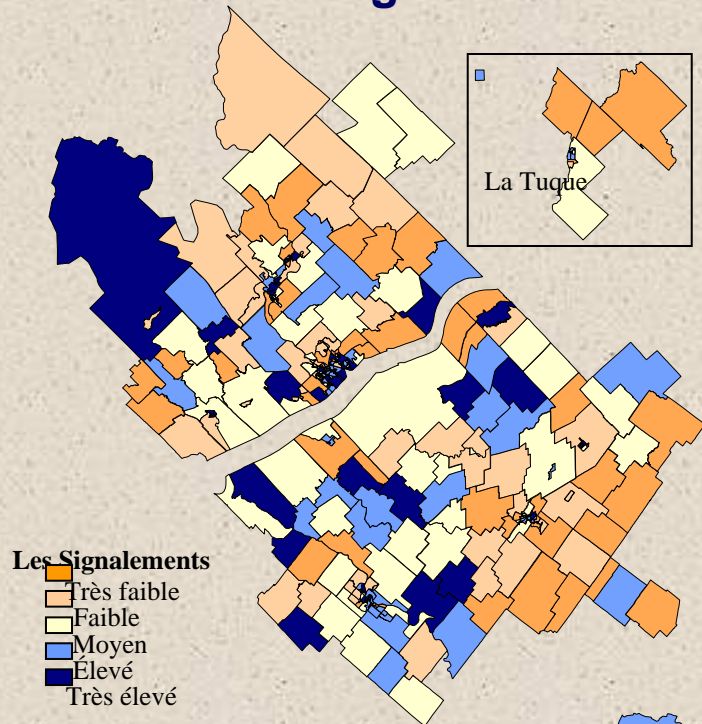 La Tuque
Les Signalements
Très faible
Faible
Moyen
Élevé
Très élevé